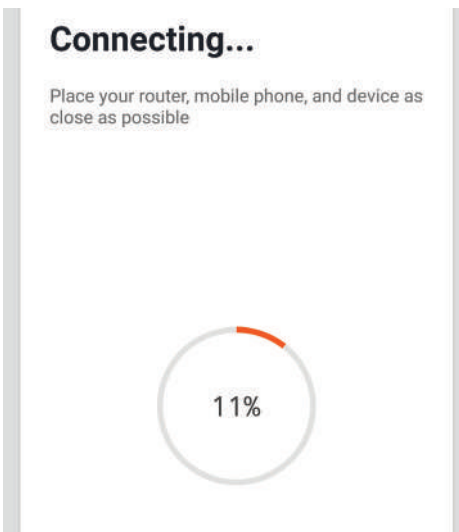 Connecting...
Place your router, mobile phone, and device as
close as possible
11%